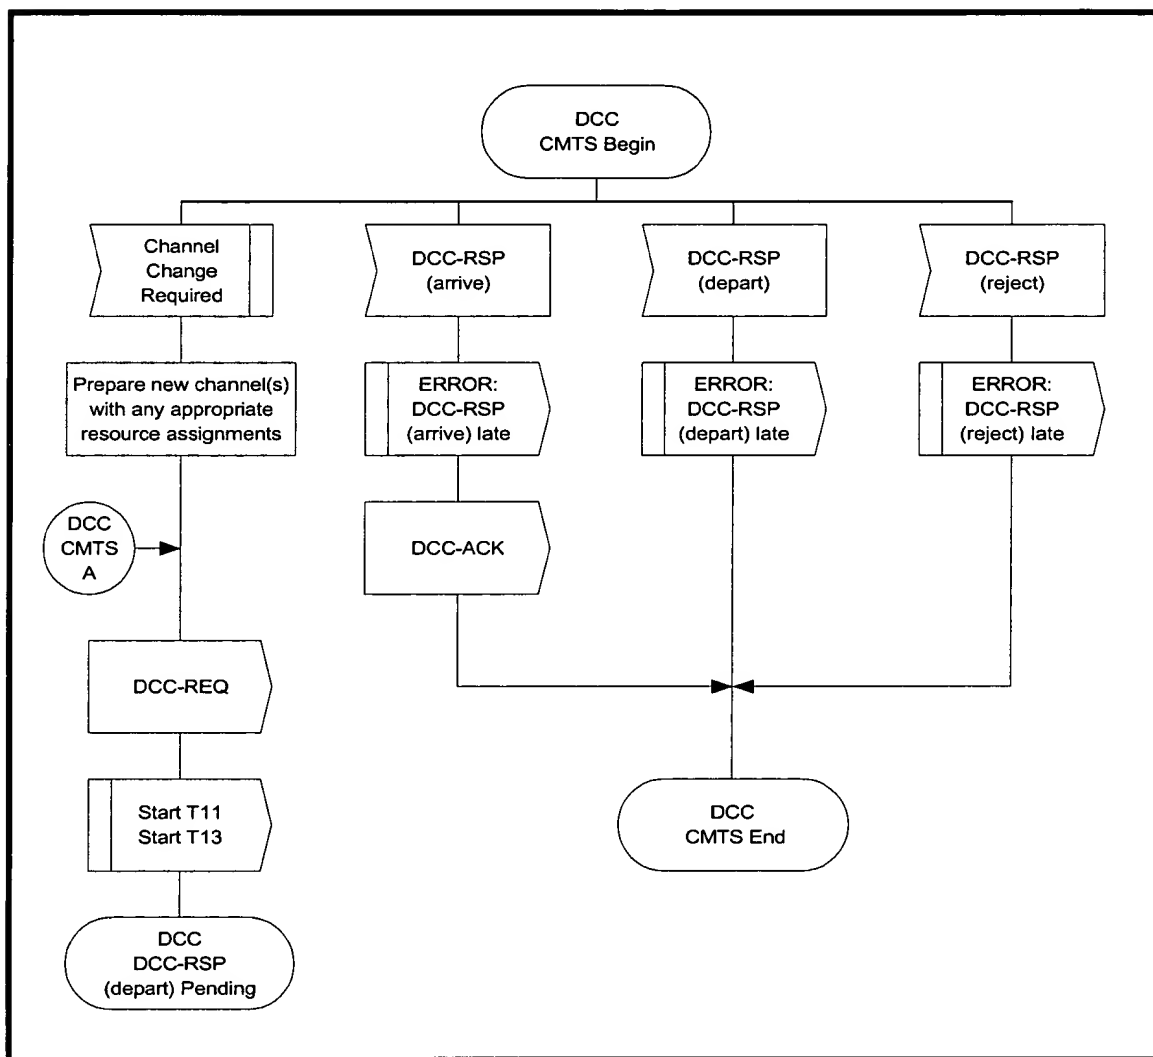 DCC
CMTS Begin
Channel
Change
Required
DCC-RSP
(arrive)
DCC-RSP
(depart)
DCC-RSP
(reject)
Prepare new channel(s)
with any appropriate
resource assignments
ERROR:
DCC-RSP
(arrive) late
ERROR:
DCC-RSP
(depart) late
ERROR:
DCC-RSP
(reject) late
DCC
CMTS
A
DCC-ACK
DCC-REQ
Start T11
Start T13
DCC
CMTS End
DCC
DCC-RSP
(depart) Pending